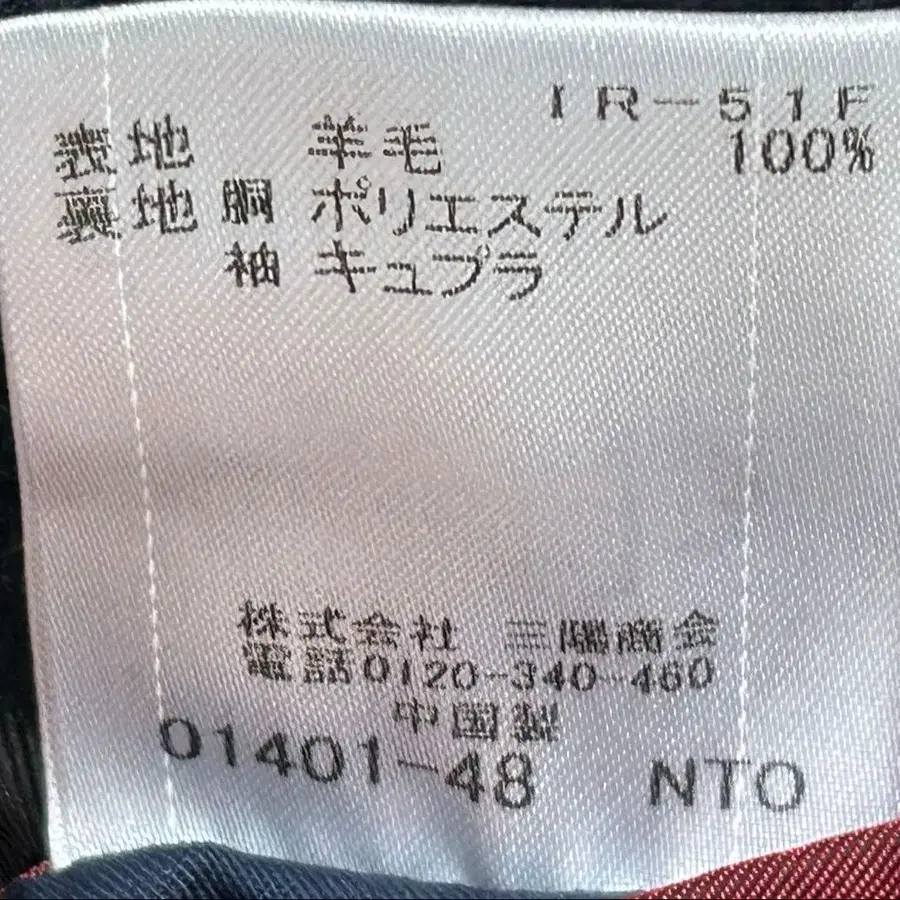 IR-51F
表地 羊毛 100%
裏地 胴 ポリエステル
袖 キュプラ
株式会社 三陽商会
電話0120-340-460
中国製
01401-48 NTO